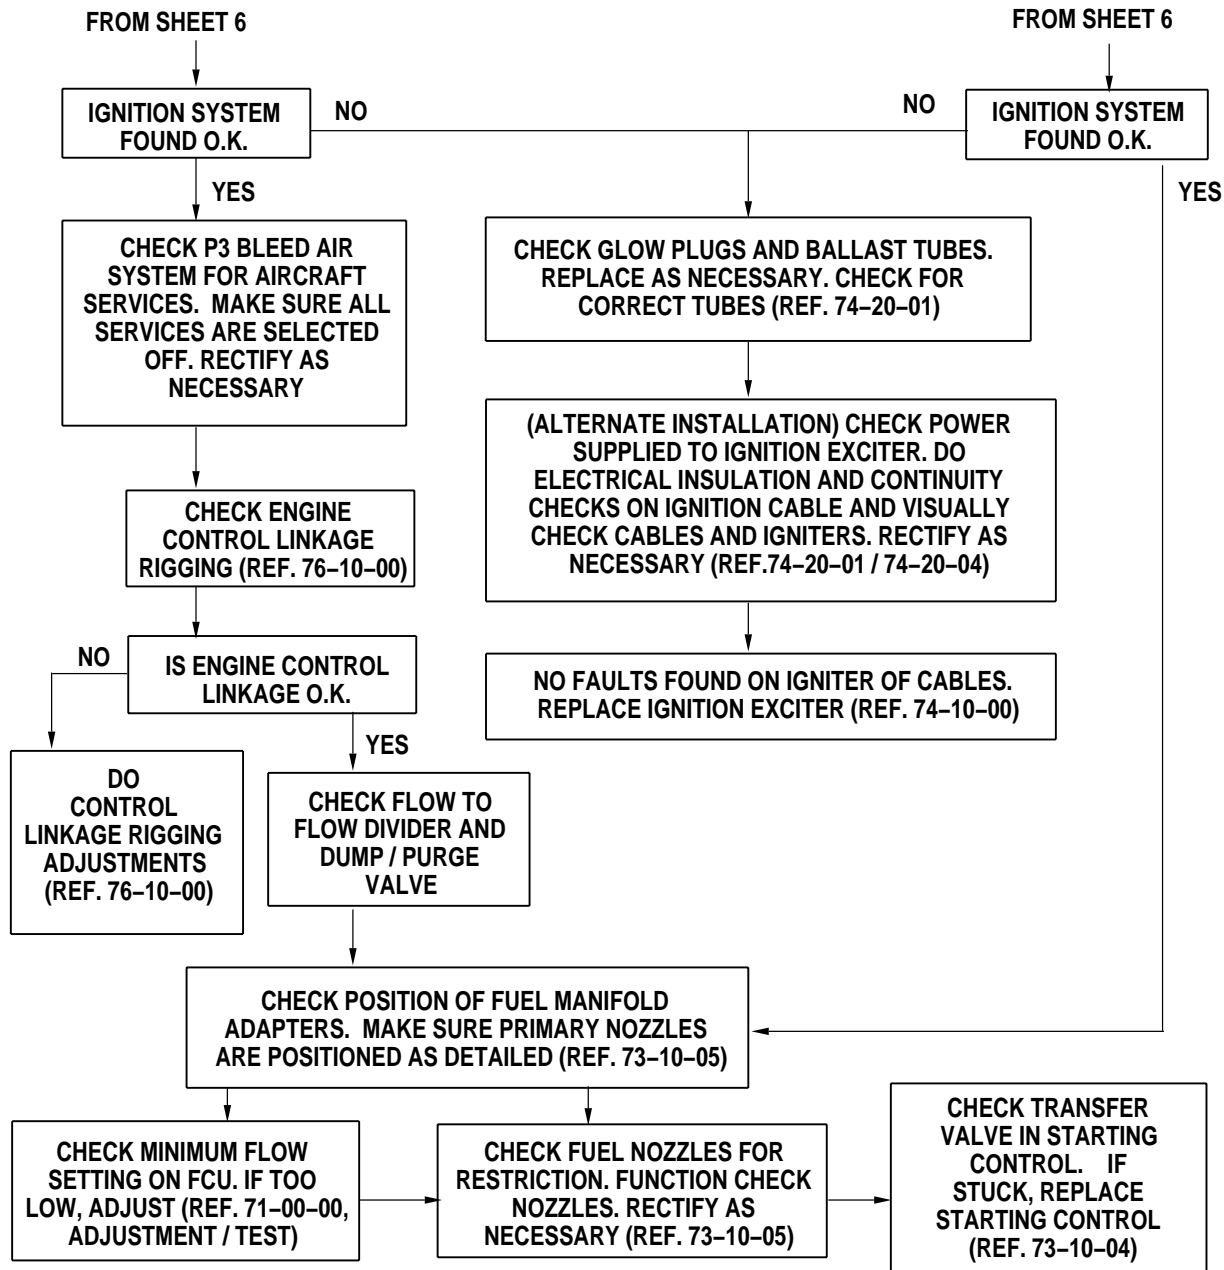 FROM SHEET 6
FROM SHEET 6
IGNITION SYSTEM
FOUND O.K.
NO
NO
IGNITION SYSTEM
FOUND O.K.
YES
YES
CHECK P3 BLEED AIR
SYSTEM FOR AIRCRAFT
SERVICES. MAKE SURE ALL
SERVICES ARE SELECTED
OFF. RECTIFY AS
NECESSARY
CHECK GLOW PLUGS AND BALLAST TUBES.
REPLACE AS NECESSARY. CHECK FOR
CORRECT TUBES (REF. 74–20–01)
(ALTERNATE INSTALLATION) CHECK POWER
SUPPLIED TO IGNITION EXCITER. DO
ELECTRICAL INSULATION AND CONTINUITY
CHECKS ON IGNITION CABLE AND VISUALLY
CHECK CABLES AND IGNITERS. RECTIFY AS
NECESSARY (REF.74–20–01 / 74–20–04)
CHECK ENGINE
CONTROL LINKAGE
RIGGING (REF. 76–10–00)
NO
IS ENGINE CONTROL
LINKAGE O.K.
NO FAULTS FOUND ON IGNITER OF CABLES.
REPLACE IGNITION EXCITER (REF. 74–10–00)
YES
DO
CONTROL
LINKAGE RIGGING
ADJUSTMENTS
(REF. 76–10–00)
CHECK FLOW TO
FLOW DIVIDER AND
DUMP / PURGE
VALVE
CHECK POSITION OF FUEL MANIFOLD
ADAPTERS. MAKE SURE PRIMARY NOZZLES
ARE POSITIONED AS DETAILED (REF. 73–10–05)
CHECK MINIMUM FLOW
SETTING ON FCU. IF TOO
LOW, ADJUST (REF. 71–00–00,
ADJUSTMENT / TEST)
CHECK FUEL NOZZLES FOR
RESTRICTION. FUNCTION CHECK
NOZZLES. RECTIFY AS
NECESSARY (REF. 73–10–05)
CHECK TRANSFER
VALVE IN STARTING
CONTROL. IF
STUCK, REPLACE
STARTING CONTROL
(REF. 73–10–04)